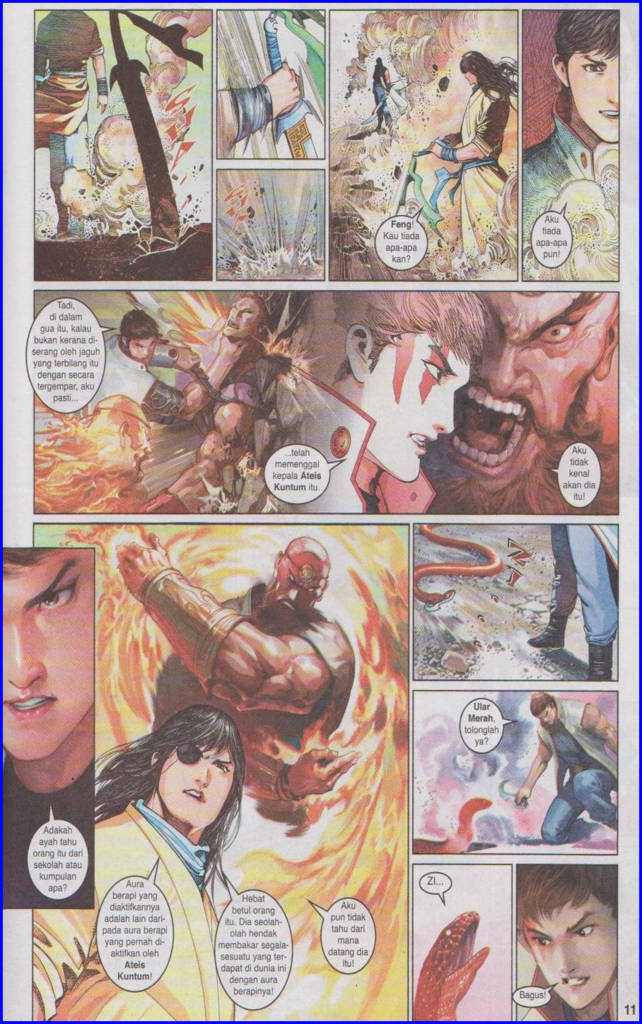 Feng!
Kau tiada
apa-apa
kan?
Aku
tiada
apa-apa
pun!
Tadi,
di dalam
gua itu, kalau
bukan kerana di-
serang oleh jaguh
yang terbilang itu
dengan secara
tergempar, aku
pasti...
...telah
memenggal
kepala Ateis
Kuntum itu.
Aku
tidak
kenal
akan dia
itu!
Adakah
ayah tahu
orang itu dari
sekolah atau
kumpulan
apa?
Aura
berapi yang
diaktifkannya
adalah lain dari-
pada aura berapi
yang pernah di-
aktifkan oleh
Ateis
Kuntum!
Hebat
betul orang
itu. Dia seolah-
olah hendak
membakar segala-
sesuatu yang ter-
dapat di dunia ini
dengan aura
berapinya!
Aku
pun tidak
tahu dari
mana
datang dia
itu!
Ular
Merah,
tolonglah
ya?
ZI...
Bagus!
11